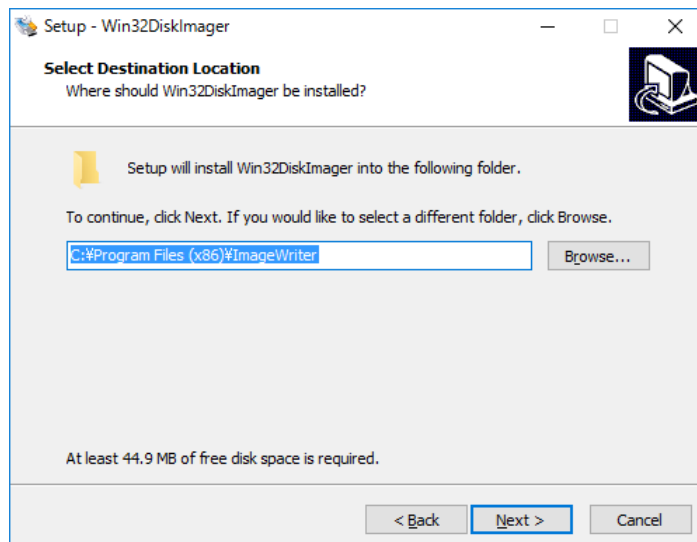 Setup - Win32DiskImager
Select Destination Location
Where should Win32DiskImager be installed?
Setup will install Win32DiskImager into the following folder.
To continue, click Next. If you would like to select a different folder, click Browse.
C:¥Program Files (x86)¥ImageWriter
Browse...
At least 44.9 MB of free disk space is required.
< Back
Next >
Cancel